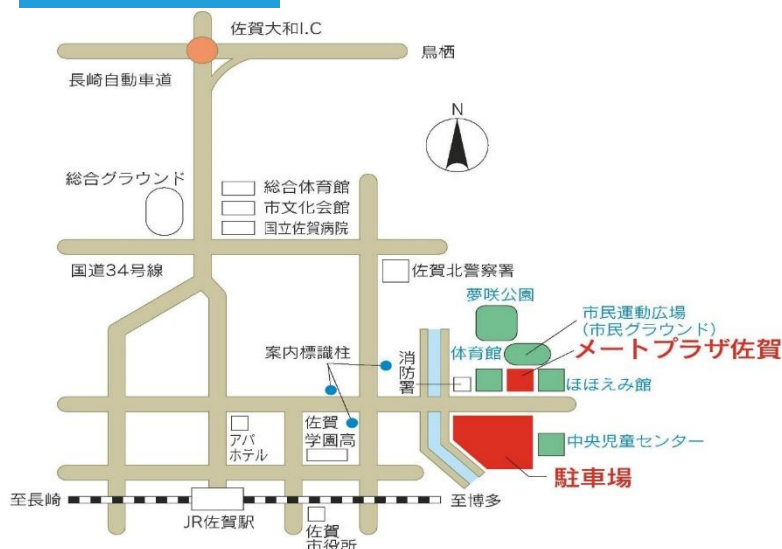 佐賀大和I.C
鳥栖
長崎自動車道
N
総合グラウンド
総合体育館
市文化会館
国立佐賀病院
国道34号線
佐賀北警察署
夢咲公園
市民運動広場
(市民グラウンド)
体育館
メートプラザ佐賀
案内標識柱
消防署
ほほえみ館
アパ
ホテル
佐賀
学園高
中央児童センター
駐車場
至長崎
JR佐賀駅
至博多
佐賀
市役所